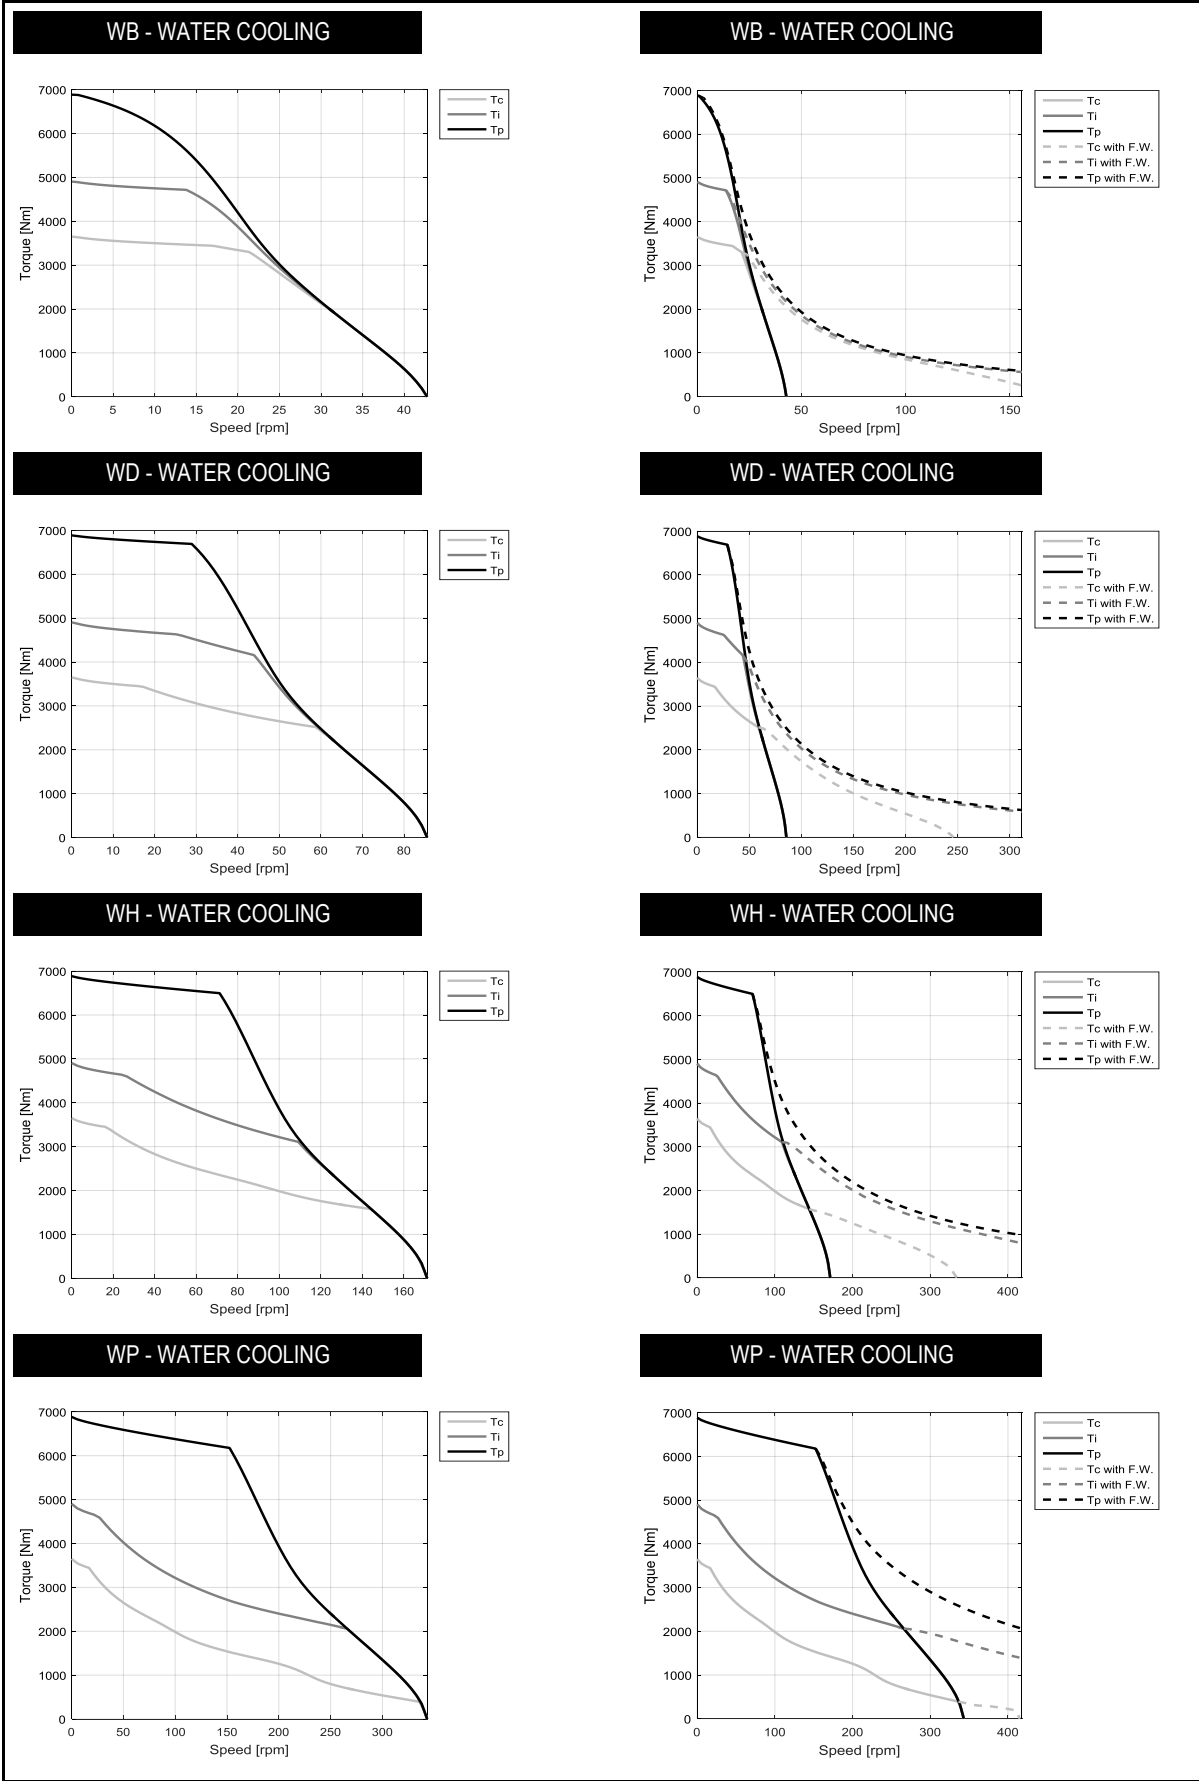 WB - WATER COOLING
7000
6000
5000
4000
3000
2000
1000
0
Torque [Nm]
0 5 10 15 20 25 30 35 40
Speed [rpm]
Tc
Ti
Tp
WB - WATER COOLING
7000
6000
5000
4000
3000
2000
1000
0
Torque [Nm]
0 50 100 150
Speed [rpm]
Tc
Ti
Tp
Tc with F.W.
Ti with F.W.
Tp with F.W.
WD - WATER COOLING
7000
6000
5000
4000
3000
2000
1000
0
Torque [Nm]
0 10 20 30 40 50 60 70 80
Speed [rpm]
Tc
Ti
Tp
WD - WATER COOLING
7000
6000
5000
4000
3000
2000
1000
0
Torque [Nm]
0 50 100 150 200 250 300
Speed [rpm]
Tc
Ti
Tp
Tc with F.W.
Ti with F.W.
Tp with F.W.
WH - WATER COOLING
7000
6000
5000
4000
3000
2000
1000
0
Torque [Nm]
0 20 40 60 80 100 120 140 160
Speed [rpm]
Tc
Ti
Tp
WH - WATER COOLING
7000
6000
5000
4000
3000
2000
1000
0
Torque [Nm]
0 100 200 300 400
Speed [rpm]
Tc
Ti
Tp
Tc with F.W.
Ti with F.W.
Tp with F.W.
WP - WATER COOLING
7000
6000
5000
4000
3000
2000
1000
0
Torque [Nm]
0 50 100 150 200 250 300
Speed [rpm]
Tc
Ti
Tp
WP - WATER COOLING
7000
6000
5000
4000
3000
2000
1000
0
Torque [Nm]
0 100 200 300 400
Speed [rpm]
Tc
Ti
Tp
Tc with F.W.
Ti with F.W.
Tp with F.W.